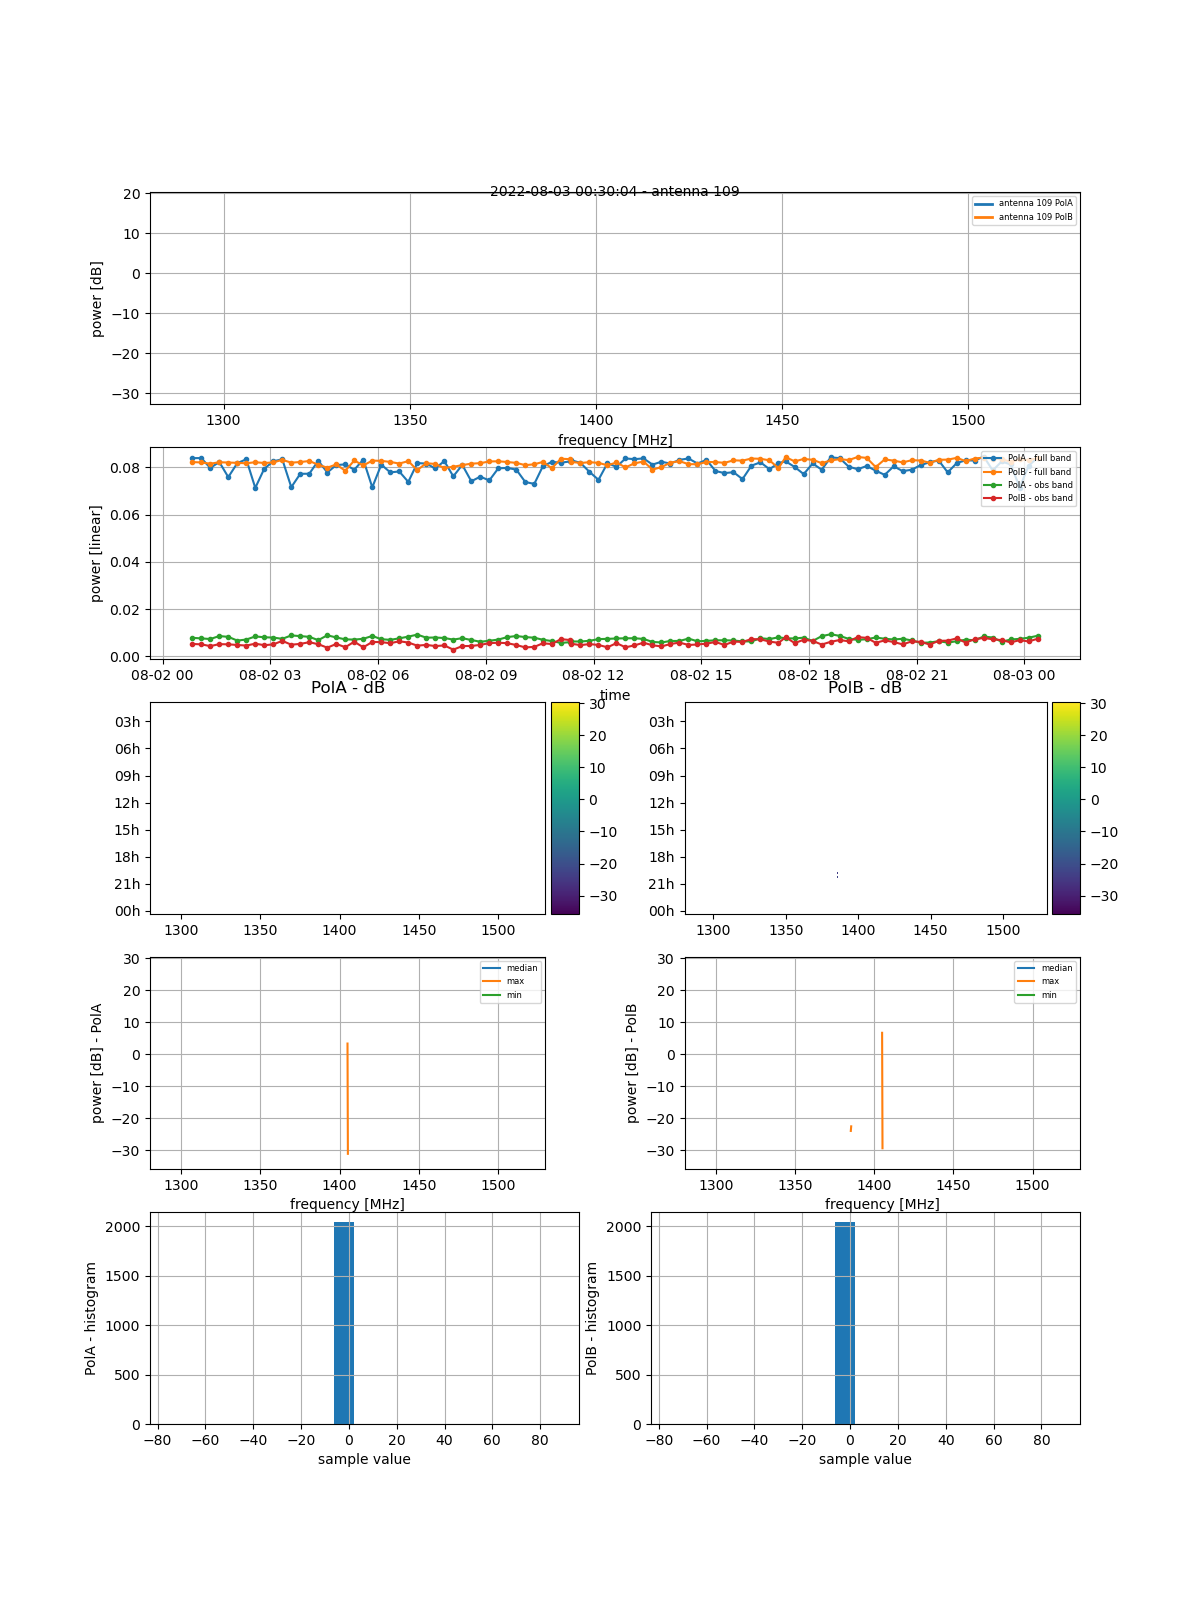 2022-08-03 00:30:04 - antenna 109
20
10
0
−10
−20
−30
power [dB]
antenna 109 PolA
antenna 109 PolB
1300 1350 1400 1450 1500
frequency [MHz]
0.08
0.06
0.04
0.02
0.00
power [linear]
PolA - full band
PolB - full band
PolA - obs band
PolB - obs band
08-02 00 08-02 03 08-02 06 08-02 09 08-02 12 08-02 15 08-02 18 08-02 21 08-03 00
time
PolA - dB
03h
06h
09h
12h
15h
18h
21h
00h
1300 1350 1400 1450 1500
30
20
10
0
−10
−20
−30
PolB - dB
03h
06h
09h
12h
15h
18h
21h
00h
1300 1350 1400 1450 1500
30
20
10
0
−10
−20
−30
30
20
10
0
−10
−20
−30
power [dB] - PolA
median
max
min
1300 1350 1400 1450 1500
frequency [MHz]
30
20
10
0
−10
−20
−30
power [dB] - PolB
median
max
min
1300 1350 1400 1450 1500
frequency [MHz]
2000
1500
1000
500
0
PolA - histogram
−80 −60 −40 −20 0 20 40 60 80
sample value
2000
1500
1000
500
0
PolB - histogram
−80 −60 −40 −20 0 20 40 60 80
sample value